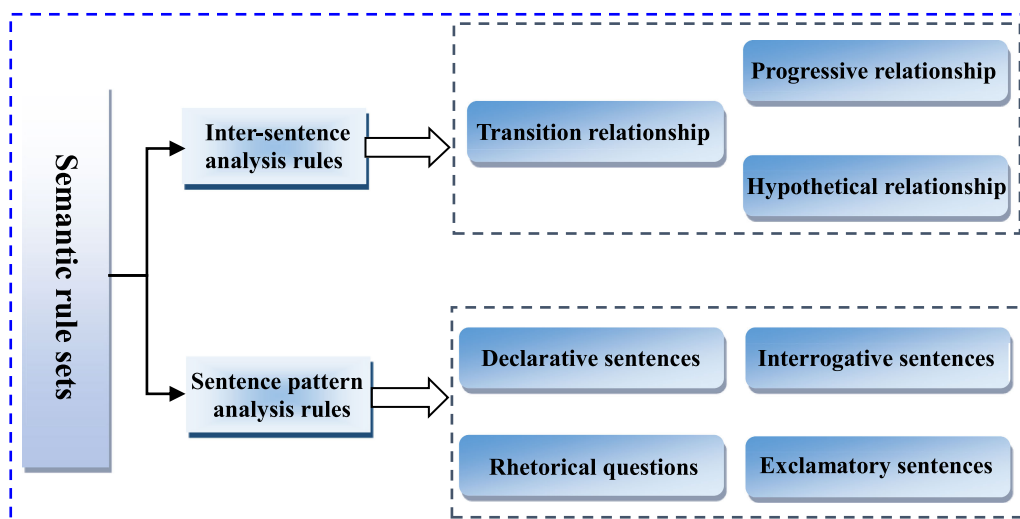 Semantic rule sets
Inter-sentence
analysis rules
Transition relationship
Progressive relationship
Hypothetical relationship
Sentence pattern
analysis rules
Declarative sentences
Interrogative sentences
Rhetorical questions
Exclamatory sentences